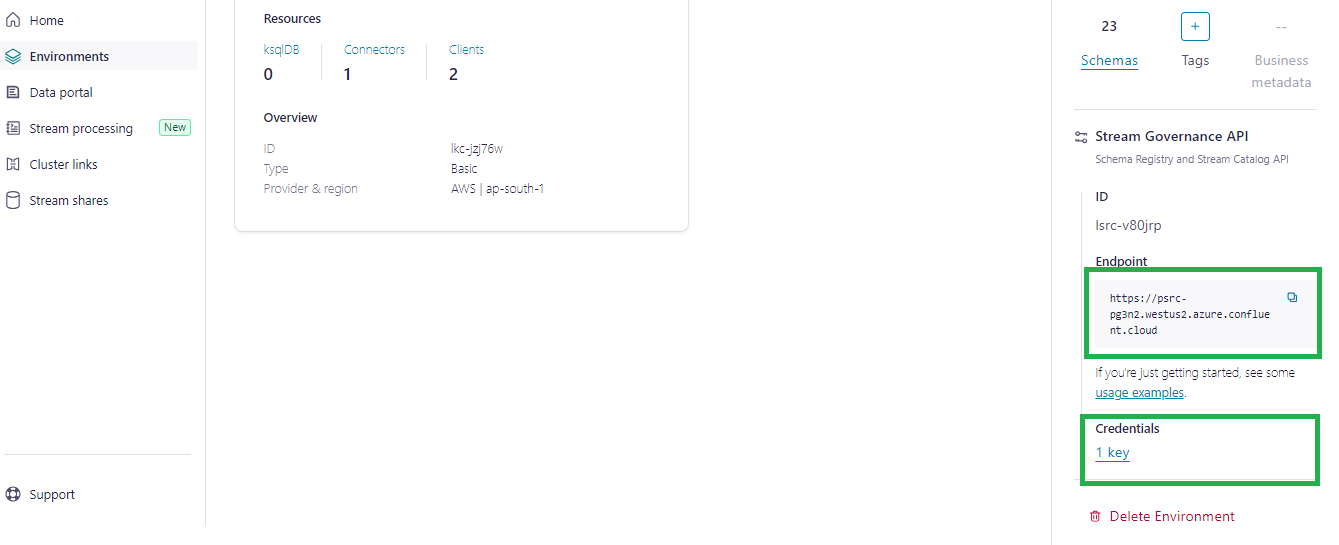 Home
Environments
Data portal
Stream processing New
Cluster links
Stream shares
Support
Resources
ksqlDB Connectors Clients
0 1 2
Overview
ID lkc-jzj76w
Type Basic
Provider & region AWS | ap-south-1
23 + --
Schemas Tags Business
metadata
Stream Governance API
Schema Registry and Stream Catalog API
ID
lsrc-v80jrp
Endpoint
https://psrc-
pg3n2.westus2.azure.conflue
nt.cloud
If you're just getting started, see some
usage examples.
Credentials
1 key
Delete Environment